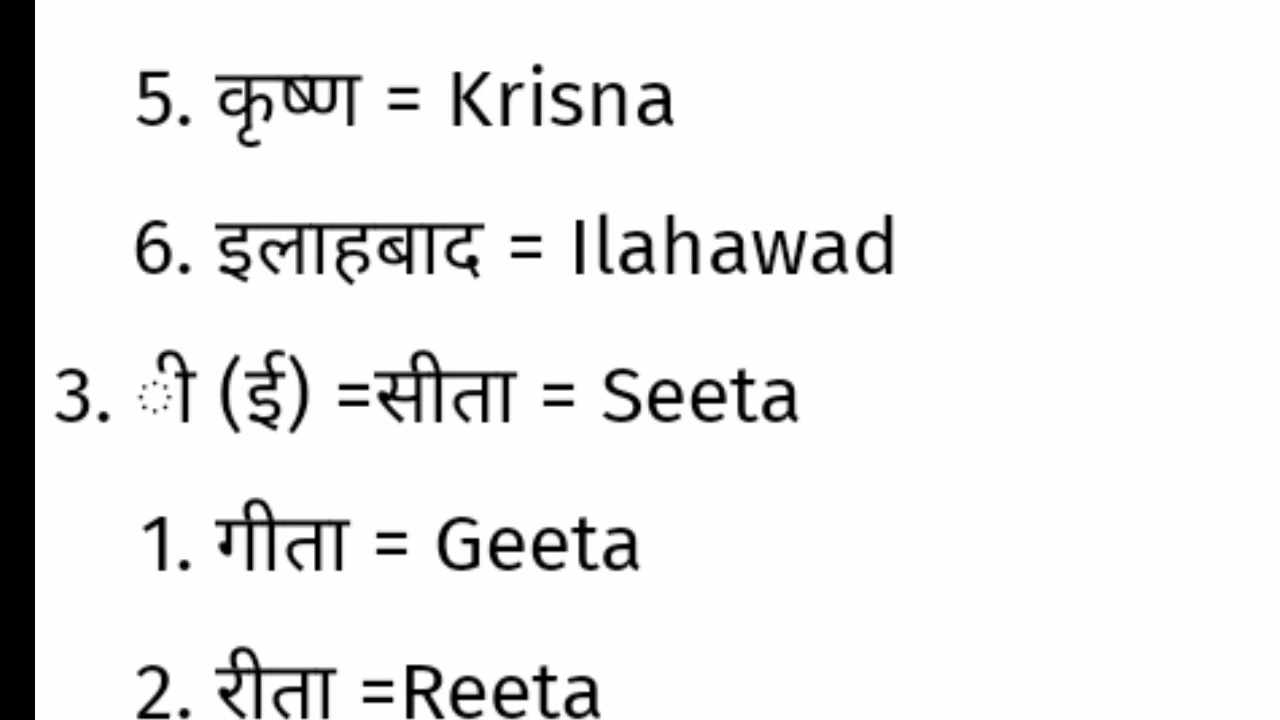 5. कृष्ण = Krisna
6. इलाहबाद = Ilahawad
3. ी (ई) =सीता = Seeta
1. गीता = Geeta
2. रीता =Reeta